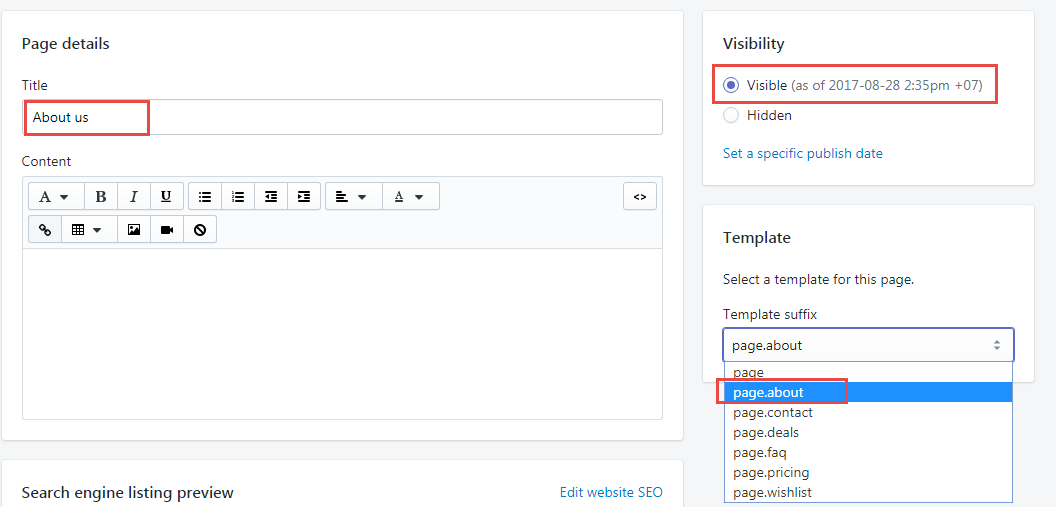 Page details
Title
About us
Content
A B I U A <>
Search engine listing preview
Edit website SEO
Visibility
Visible (as of 2017-08-28 2:35pm +07)
Hidden
Set a specific publish date
Template
Select a template for this page.
Template suffix
page.about
page
page.about
page.contact
page.deals
page.faq
page.pricing
page.wishlist